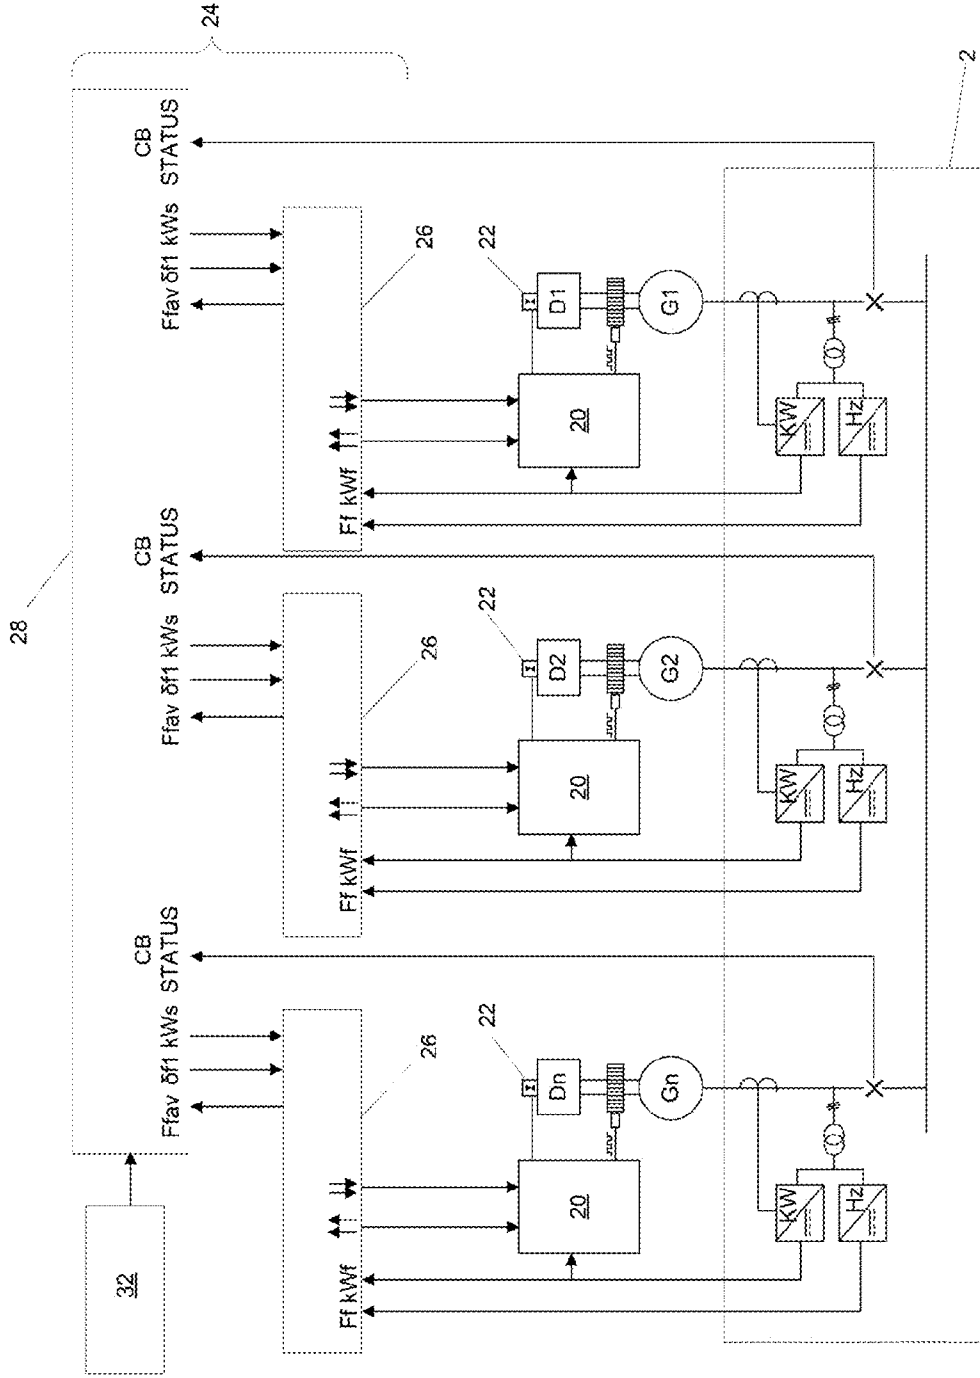 24
28
32
CB
STATUS
Ffav δf1 kWs
CB
STATUS
Ffav δf1 kWs
CB
STATUS
Ffav δf1 kWs
26
26
26
Ff kWf
Ff kWf
Ff kWf
22
22
22
Dn
D2
D1
20
20
20
Gn
G2
G1
KW
Hz
KW
Hz
KW
Hz
2